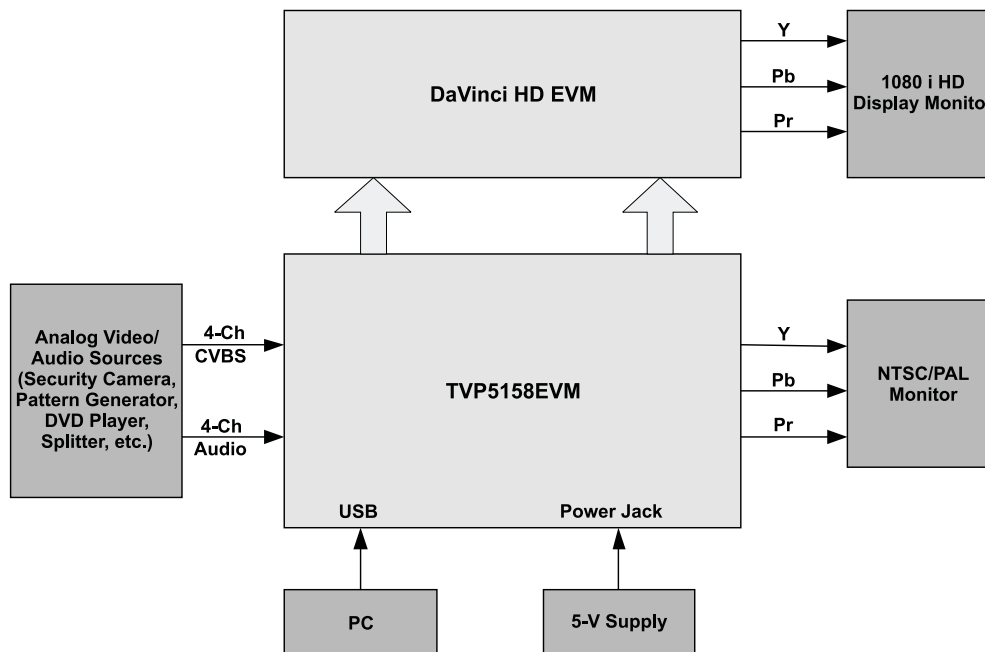 DaVinci HD EVM
Y
Pb
Pr
1080 i HD
Display Monito
Analog Video/
Audio Sources
(Security Camera,
Pattern Generator,
DVD Player,
Splitter, etc.)
4-Ch
CVBS
4-Ch
Audio
TVP5158EVM
USB
Power Jack
Y
Pb
Pr
NTSC/PAL
Monitor
PC
5-V Supply